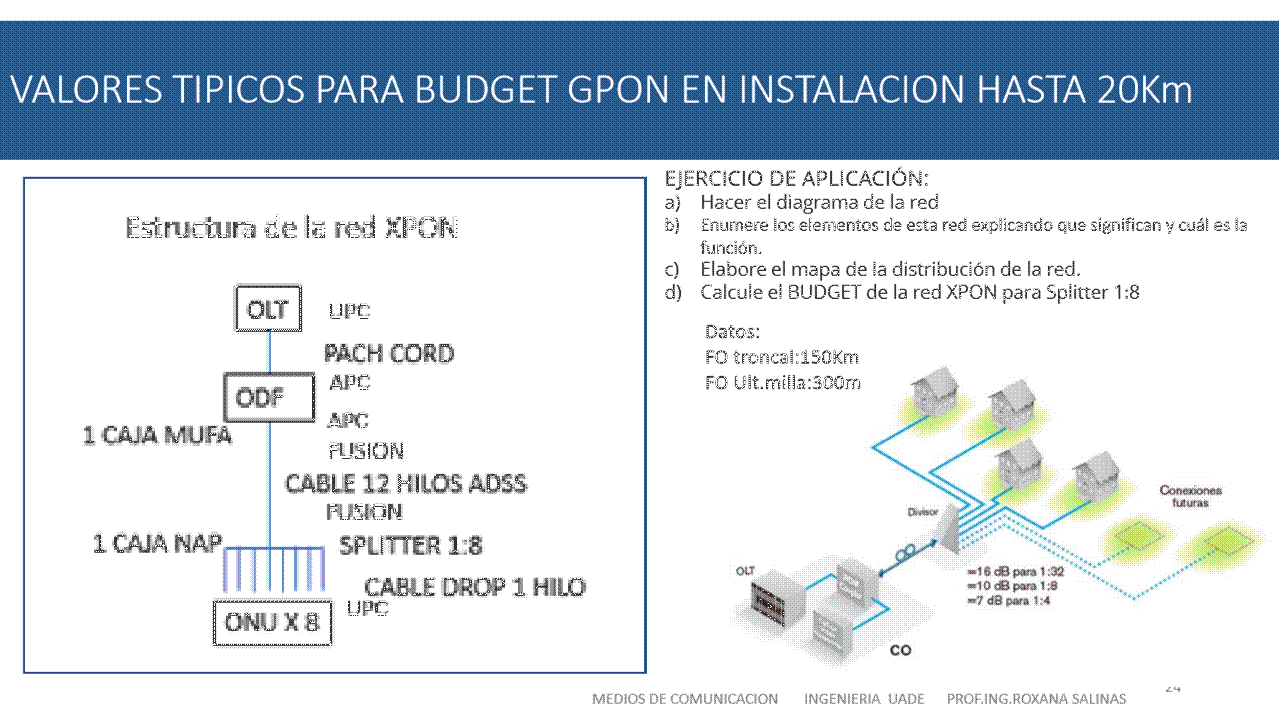 VALORES TIPICOS PARA BUDGET GPON EN INSTALACION HASTA 20Km
Estructura de la red XPON
OLT
UPC
PACH CORD
ODF
APC
APC
1 CAJA MUFA
FUSION
CABLE 12 HILOS ADSS
FUSION
1 CAJA NAP
SPLITTER 1:8
CABLE DROP 1 HILO
UPC
ONU X 8
EJERCICIO DE APLICACIÓN:
a) Hacer el diagrama de la red
b) Enumere los elementos de esta red explicando que significan y cuál es la
función.
c) Elabore el mapa de la distribución de la red.
d) Calcule el BUDGET de la red XPON para Splitter 1:8
Datos:
FO troncal:150Km
FO Ult.milla:300m
Conexiones
futuras
Divisor
OLT
=16 dB para 1:32
=10 dB para 1:8
=7 dB para 1:4
CO
MEDIOS DE COMUNICACION INGENIERIA UADE PROF.ING.ROXANA SALINAS
24